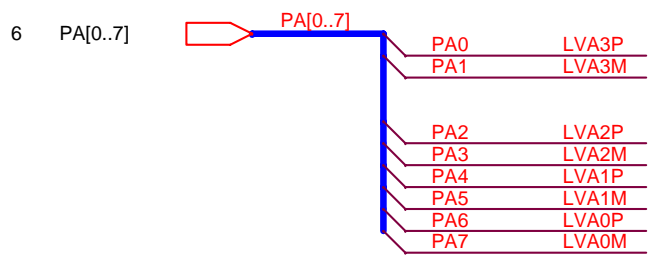 6 PA[0..7] PA[0..7]
PA0 LVA3P
PA1 LVA3M
PA2 LVA2P
PA3 LVA2M
PA4 LVA1P
PA5 LVA1M
PA6 LVA0P
PA7 LVA0M